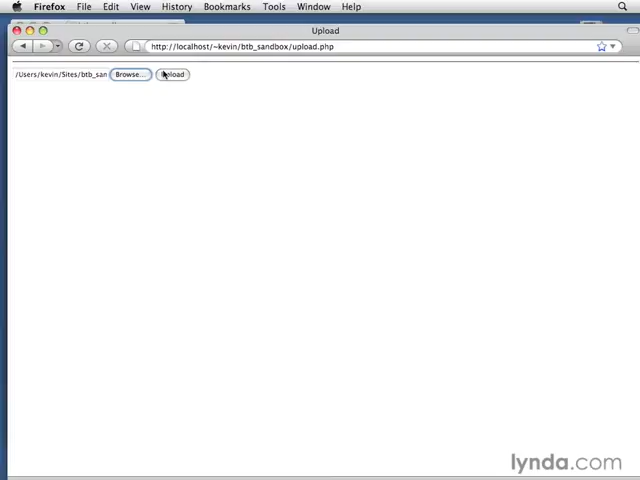 Firefox File Edit View History Bookmarks Tools Window Help
Upload
http://localhost/~kevin/btb_sandbox/upload.php
/Users/kevin/Sites/btb_san Browse... Upload
lynda.com